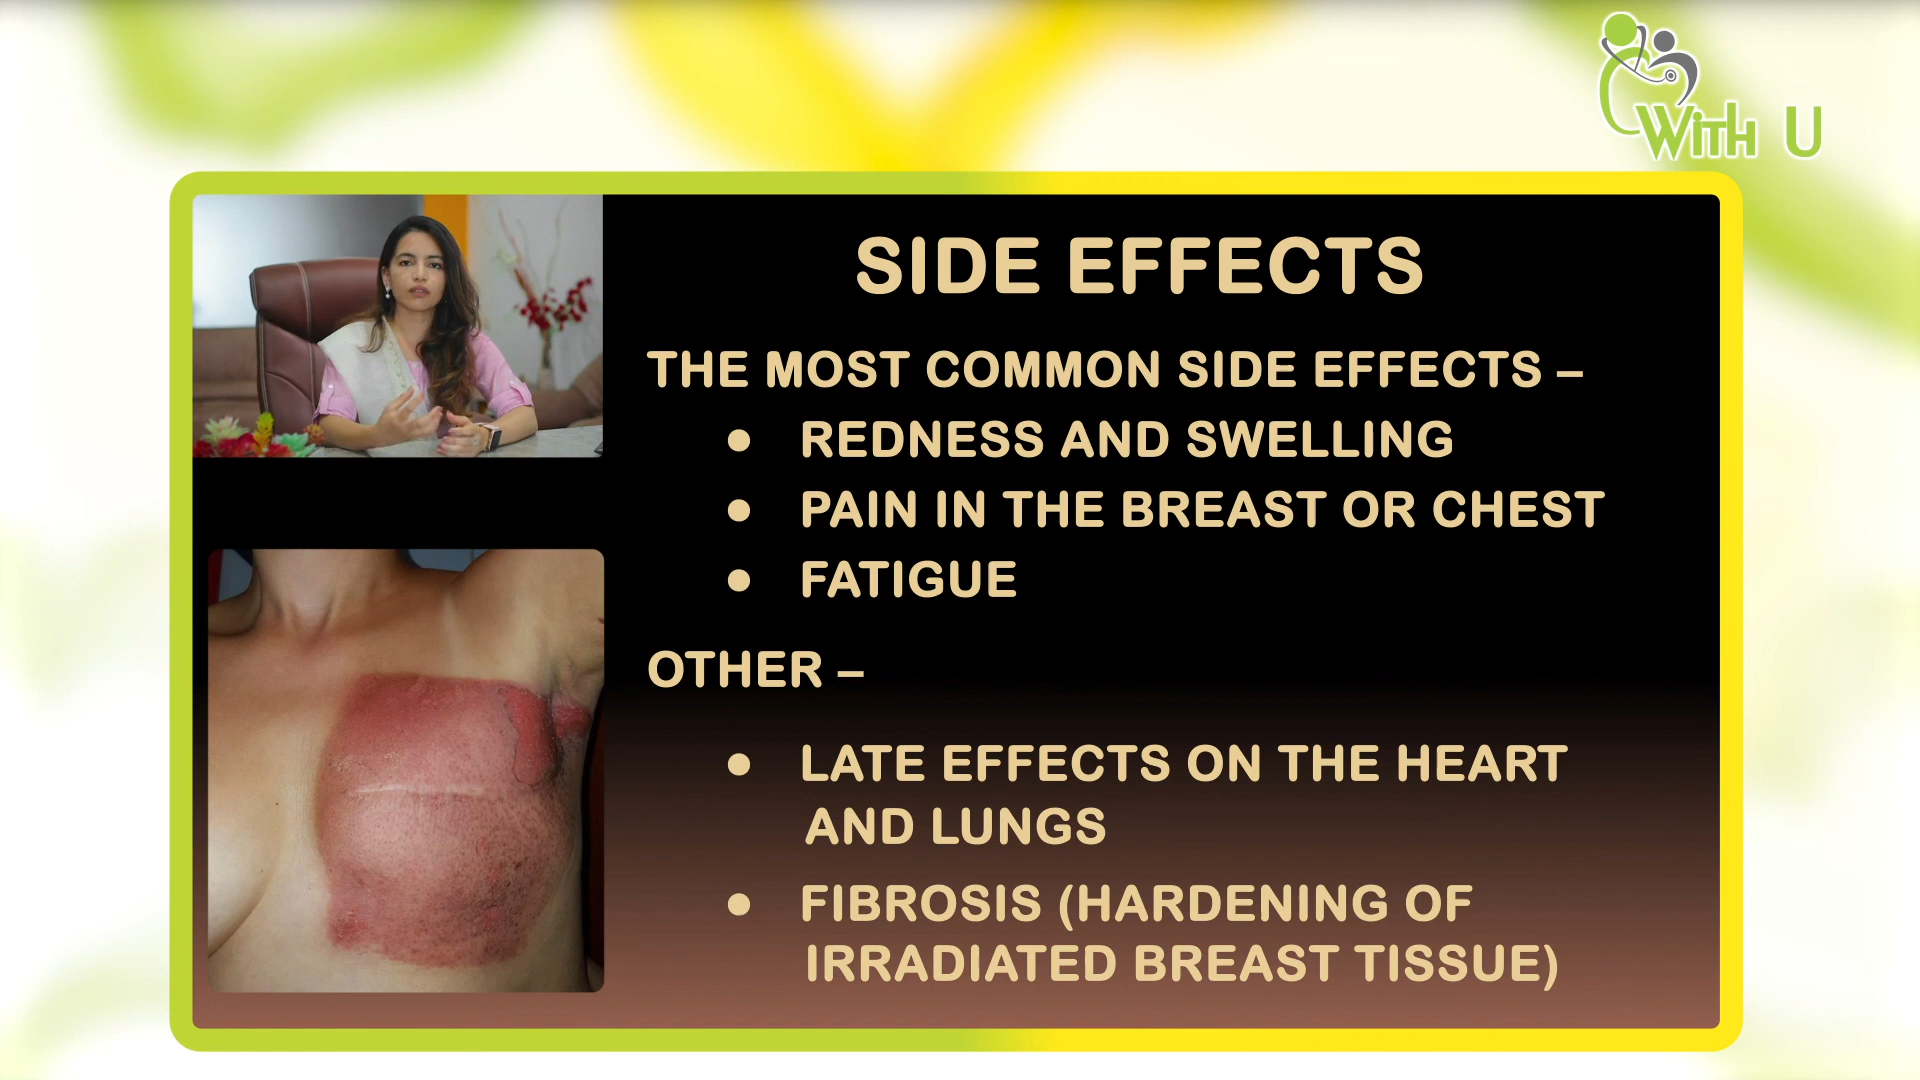 With U
SIDE EFFECTS
THE MOST COMMON SIDE EFFECTS –
● REDNESS AND SWELLING
● PAIN IN THE BREAST OR CHEST
● FATIGUE
OTHER –
● LATE EFFECTS ON THE HEART
AND LUNGS
● FIBROSIS (HARDENING OF
IRRADIATED BREAST TISSUE)